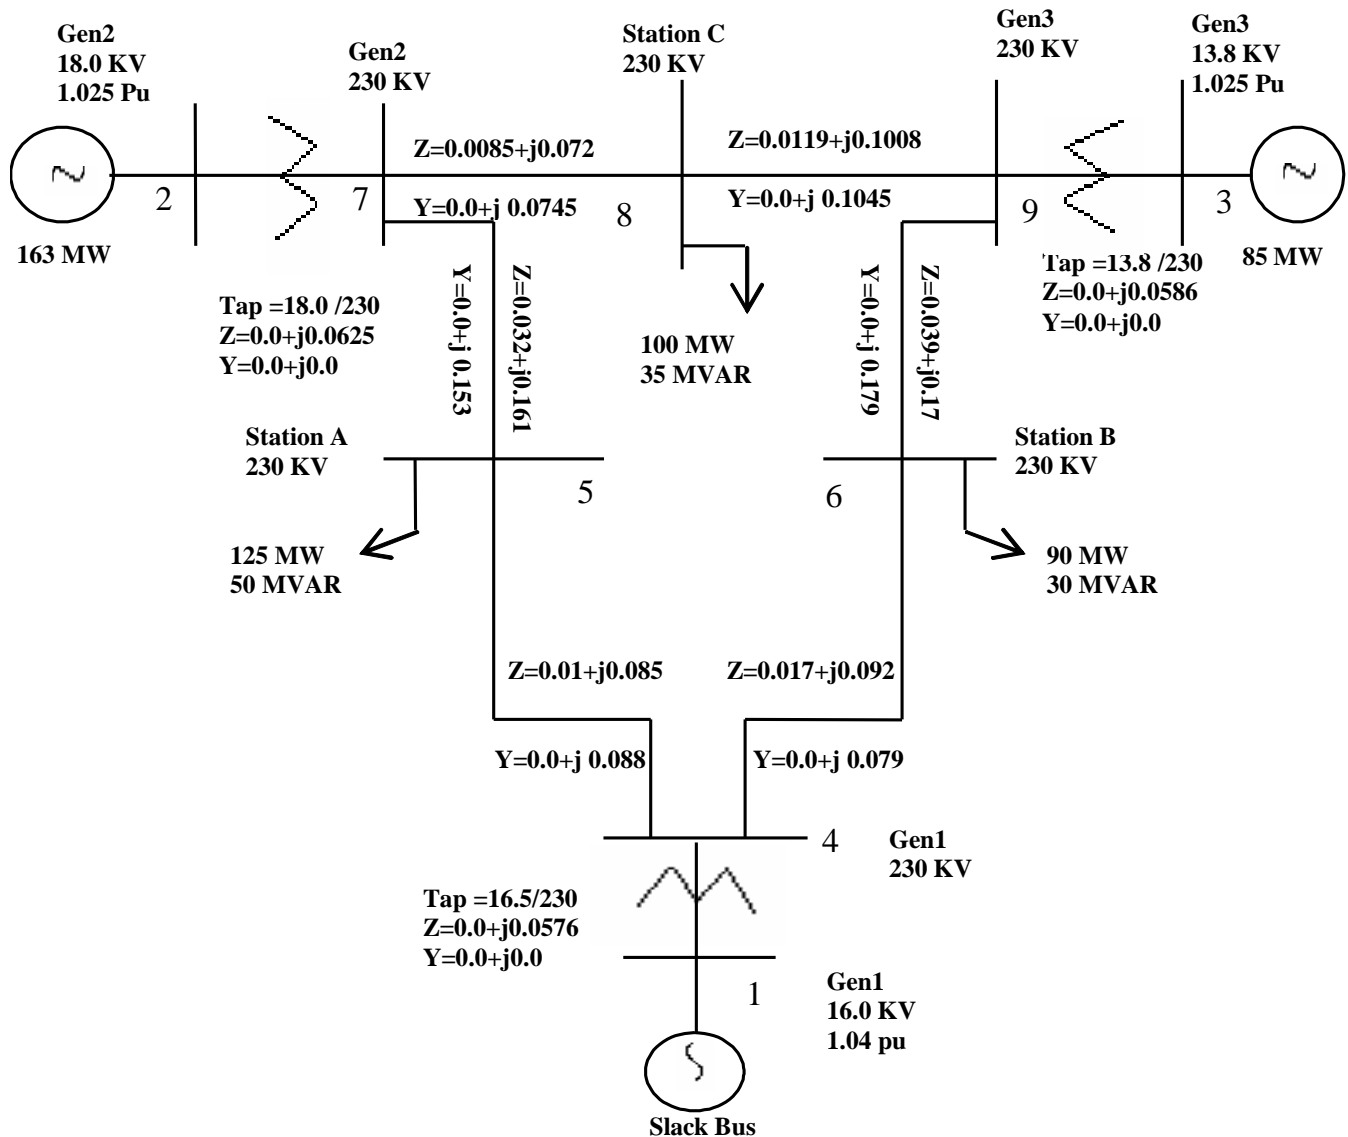 Gen2
18.0 KV
1.025 Pu
Gen2
230 KV
Station C
230 KV
Gen3
230 KV
Gen3
13.8 KV
1.025 Pu
Z=0.0085+j0.072
Z=0.0119+j0.1008
2
7
Y=0.0+j 0.0745
8
Y=0.0+j 0.1045
9
3
163 MW
85 MW
Tap =18.0 /230
Z=0.0+j0.0625
Y=0.0+j0.0
Y=0.0+j 0.153
Z=0.032+j0.161
100 MW
35 MVAR
Y=0.0+j 0.179
Z=0.039+j0.17
Tap =13.8 /230
Z=0.0+j0.0586
Y=0.0+j0.0
Station A
230 KV
5
6
Station B
230 KV
125 MW
50 MVAR
90 MW
30 MVAR
Z=0.01+j0.085
Z=0.017+j0.092
Y=0.0+j 0.088
Y=0.0+j 0.079
4
Gen1
230 KV
Tap =16.5/230
Z=0.0+j0.0576
Y=0.0+j0.0
1
Gen1
16.0 KV
1.04 pu
Slack Bus